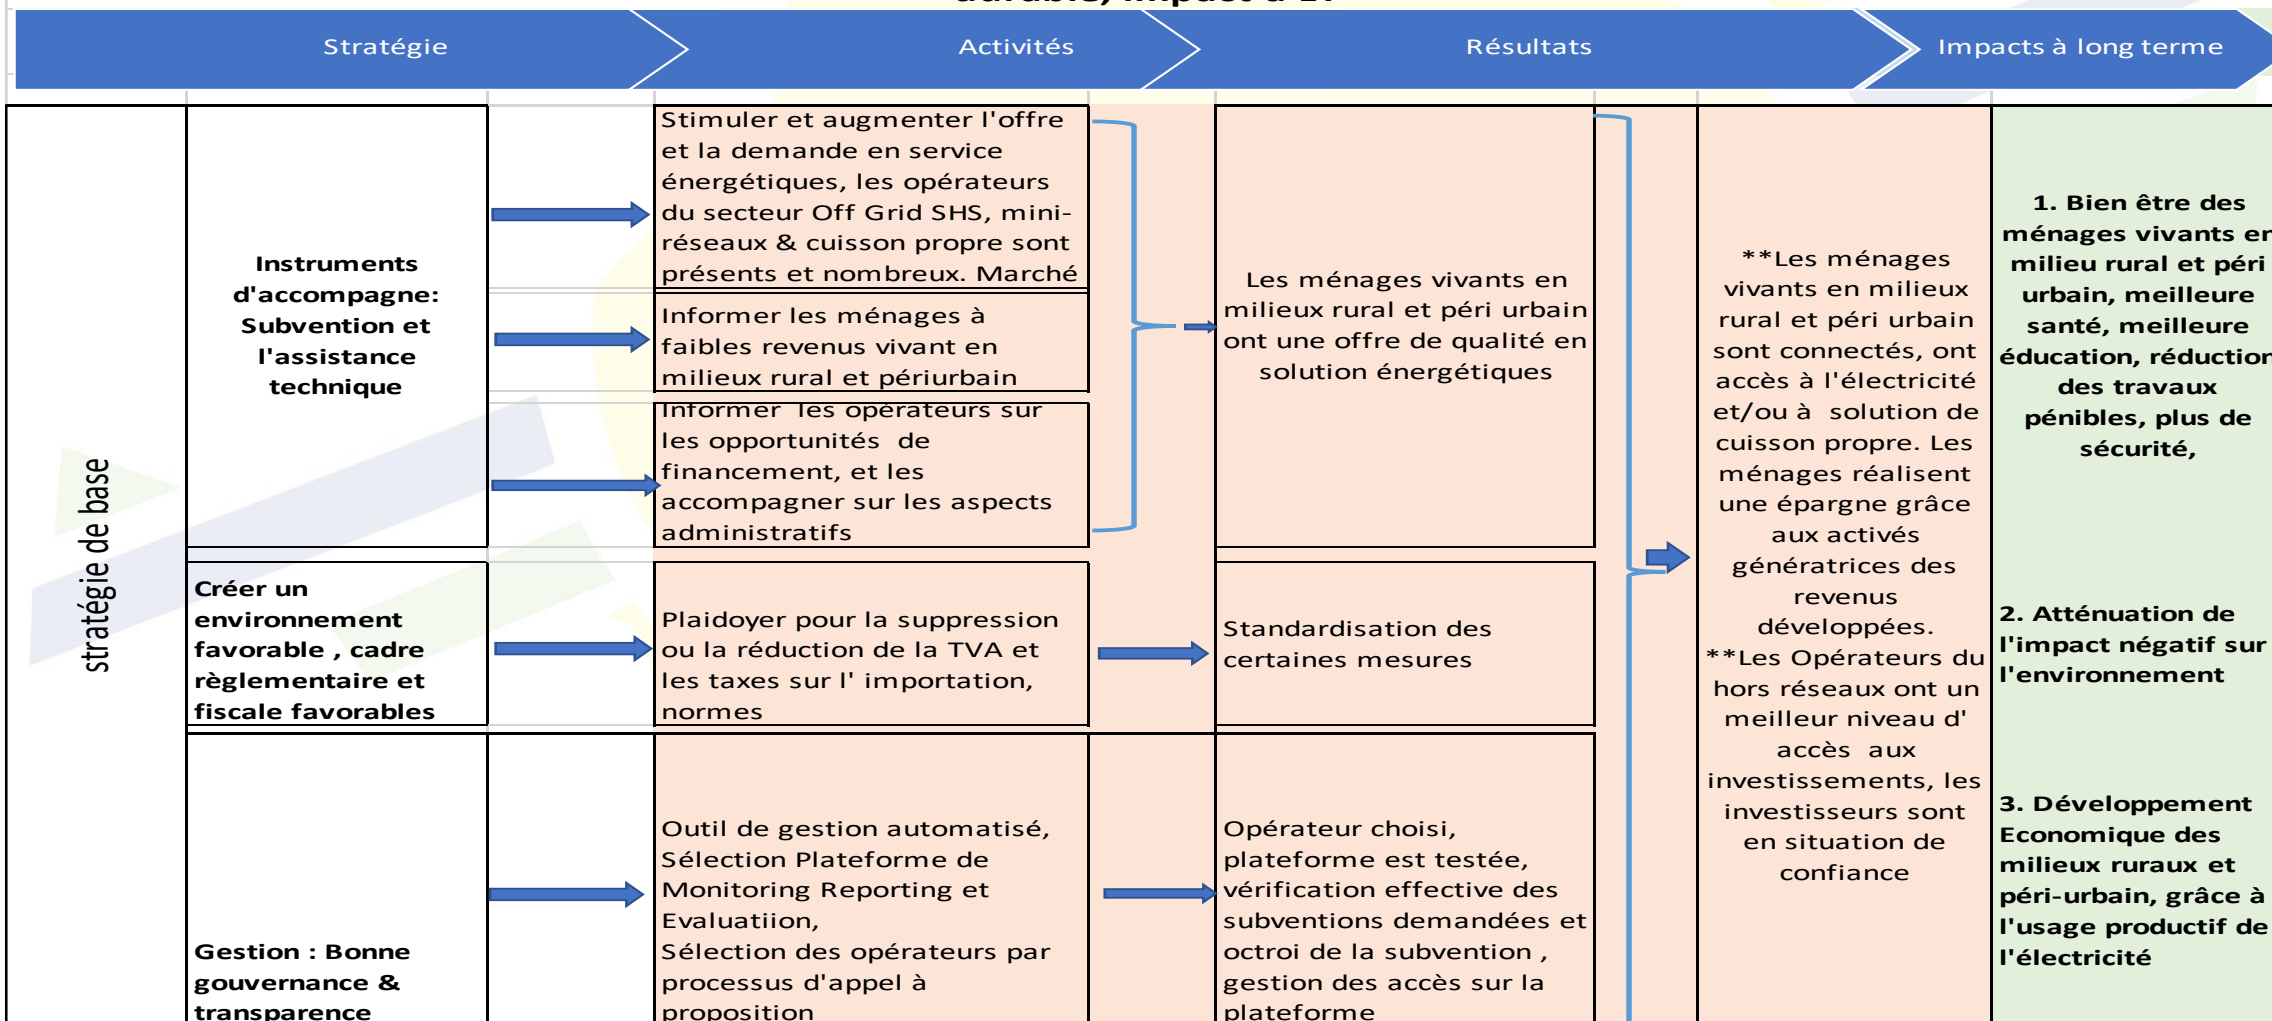 Stratégie
Activités
Résultats
Impacts à long terme
stratégie de base
Instruments
d'accompagne:
Subvention et
l'assistance
technique
Stimuler et augmenter l'offre
et la demande en service
énergétiques, les opérateurs
du secteur Off Grid SHS, mini-
réseaux & cuisson propre sont
présents et nombreux. Marché
Informer les ménages à
faibles revenus vivant en
milieux rural et périurbain
Informer les opérateurs sur
les opportunités de
financement, et les
accompagner sur les aspects
administratifs
Les ménages vivants en
milieux rural et péri urbain
ont une offre de qualité en
solution énergétiques
Créer un
environnement
favorable , cadre
règlementaire et
fiscale favorables
Plaidoyer pour la suppression
ou la réduction de la TVA et
les taxes sur l' importation,
normes
Standardisation des
certaines mesures
Gestion : Bonne
gouvernance &
transparence
Outil de gestion automatisé,
Sélection Plateforme de
Monitoring Reporting et
Evaluatiion,
Sélection des opérateurs par
processus d'appel à
proposition
Opérateur choisi,
plateforme est testée,
vérification effective des
subventions demandées et
octroi de la subvention ,
gestion des accès sur la
plateforme
**Les ménages
vivants en milieux
rural et péri urbain
sont connectés, ont
accès à l'électricité
et/ou à solution de
cuisson propre. Les
ménages réalisent
une épargne grâce
aux activés
génératrices des
revenus
développées.
**Les Opérateurs du
hors réseaux ont un
meilleur niveau d'
accès aux
investissements, les
investisseurs sont
en situation de
confiance
1. Bien être des
ménages vivants en
milieu rural et péri
urbain, meilleure
santé, meilleure
éducation, réduction
des travaux
pénibles, plus de
sécurité,
2. Atténuation de
l'impact négatif sur
l'environnement
3. Développement
Economique des
milieux ruraux et
péri-urbain, grâce à
l'usage productif de
l'électricité